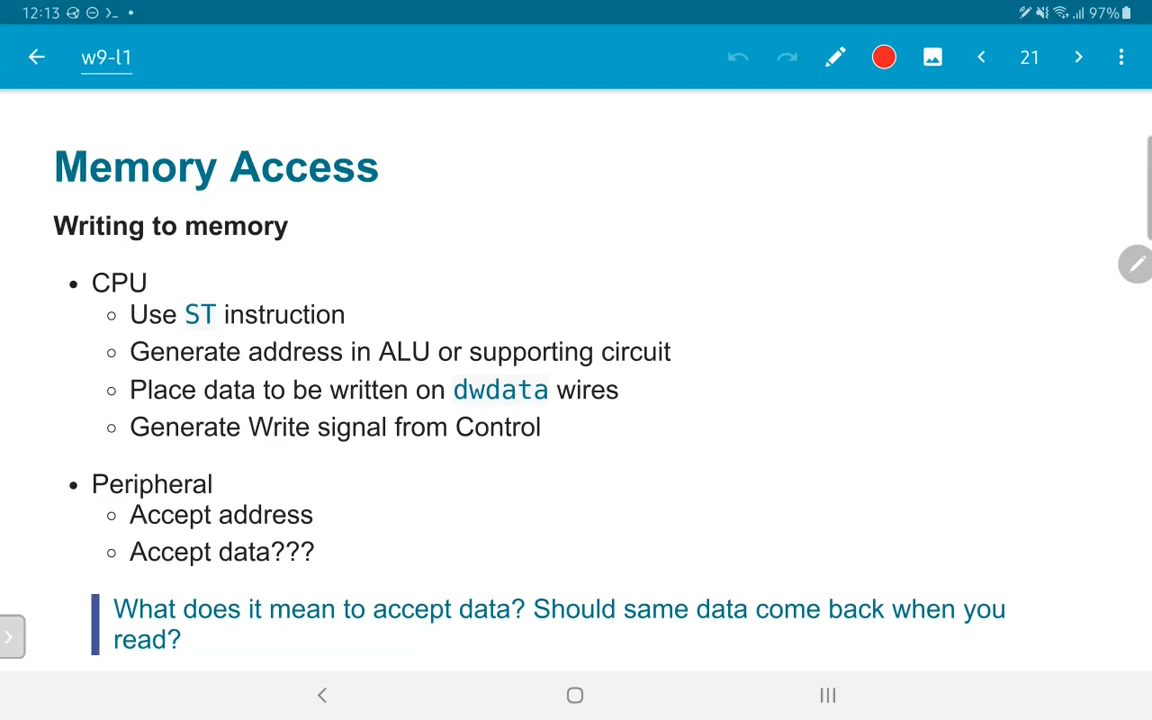 12:13 97%
w9-l1 21
Memory Access
Writing to memory
CPU
Use ST instruction
Generate address in ALU or supporting circuit
Place data to be written on dwdata wires
Generate Write signal from Control
Peripheral
Accept address
Accept data???
What does it mean to accept data? Should same data come back when you
read?